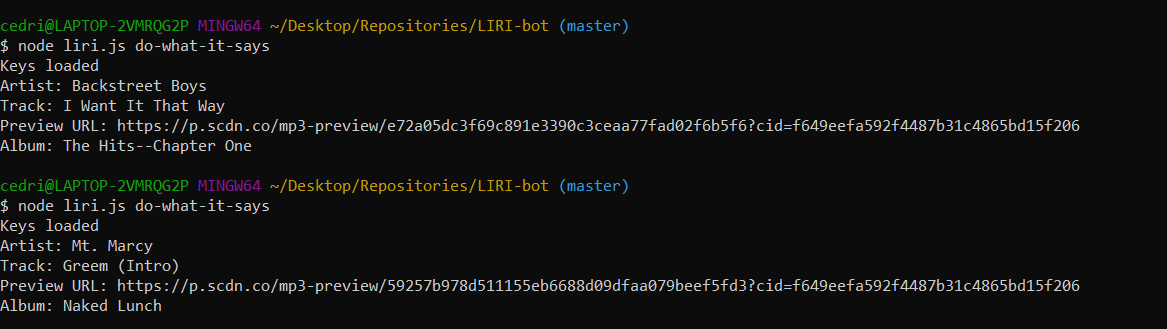 cedri@LAPTOP-2VMRQG2P MINGW64 ~/Desktop/Repositories/LIRI-bot (master)
$ node liri.js do-what-it-says
Keys loaded
Artist: Backstreet Boys
Track: I Want It That Way
Preview URL: https://p.scdn.co/mp3-preview/e72a05dc3f69c891e3390c3ceaa77fad02f6b5f6?cid=f649eefa592f4487b31c4865bd15f206
Album: The Hits--Chapter One
cedri@LAPTOP-2VMRQG2P MINGW64 ~/Desktop/Repositories/LIRI-bot (master)
$ node liri.js do-what-it-says
Keys loaded
Artist: Mt. Marcy
Track: Greem (Intro)
Preview URL: https://p.scdn.co/mp3-preview/59257b978d511155eb6688d09dfaa079beef5fd3?cid=f649eefa592f4487b31c4865bd15f206
Album: Naked Lunch